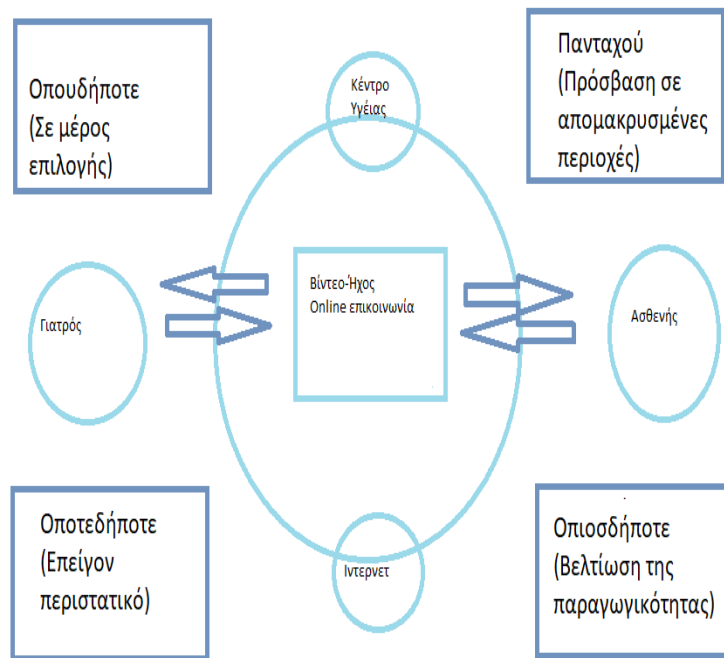 Οπουδήποτε
(Σε μέρος
επιλογής)
Κέντρο
Υγείας
Πανταχού
(Πρόσβαση σε
απομακρυσμένες
περιοχές)
Γιατρός
Βίντεο-Ήχος
Online επικοινωνία
Ασθενής
Οποτεδήποτε
(Επείγον
περιστατικό)
Ιντερνετ
Οπιοσδήποτε
(Βελτίωση της
παραγωγικότητας)